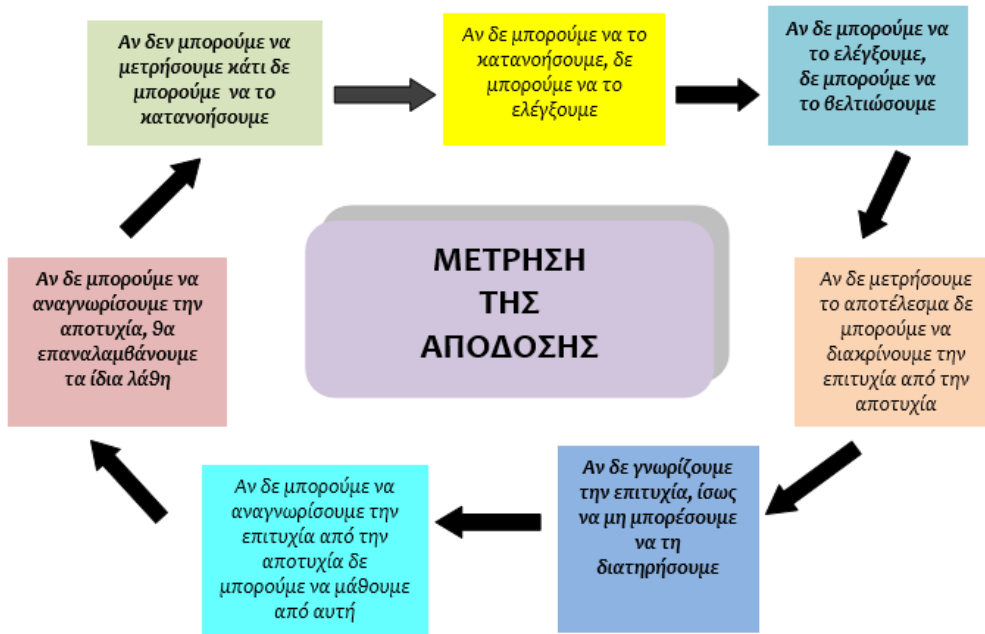 Αν δεν μπορούμε να
μετρήσουμε κάτι δε
μπορούμε να το
κατανοήσουμε
Αν δε μπορούμε να το
κατανοήσουμε, δε
μπορούμε να το
ελέγξουμε
Αν δε μπορούμε να
το ελέγξουμε,
δε μπορούμε να
το βελτιώσουμε
Αν δε μετρήσουμε
το αποτέλεσμα δε
μπορούμε να
διακρίνουμε την
επιτυχία από την
αποτυχία
Αν δε γνωρίζουμε
την επιτυχία, ίσως
να μη μπορέσουμε
να τη
διατηρήσουμε
Αν δε μπορούμε να
αναγνωρίσουμε την
επιτυχία από την
αποτυχία δε
μπορούμε να μάθουμε
από αυτή
Αν δε μπορούμε να
αναγνωρίσουμε την
αποτυχία, θα
επαναλαμβάνουμε
τα ίδια λάθη
ΜΕΤΡΗΣΗ
ΤΗΣ
ΑΠΟΔΟΣΗΣ